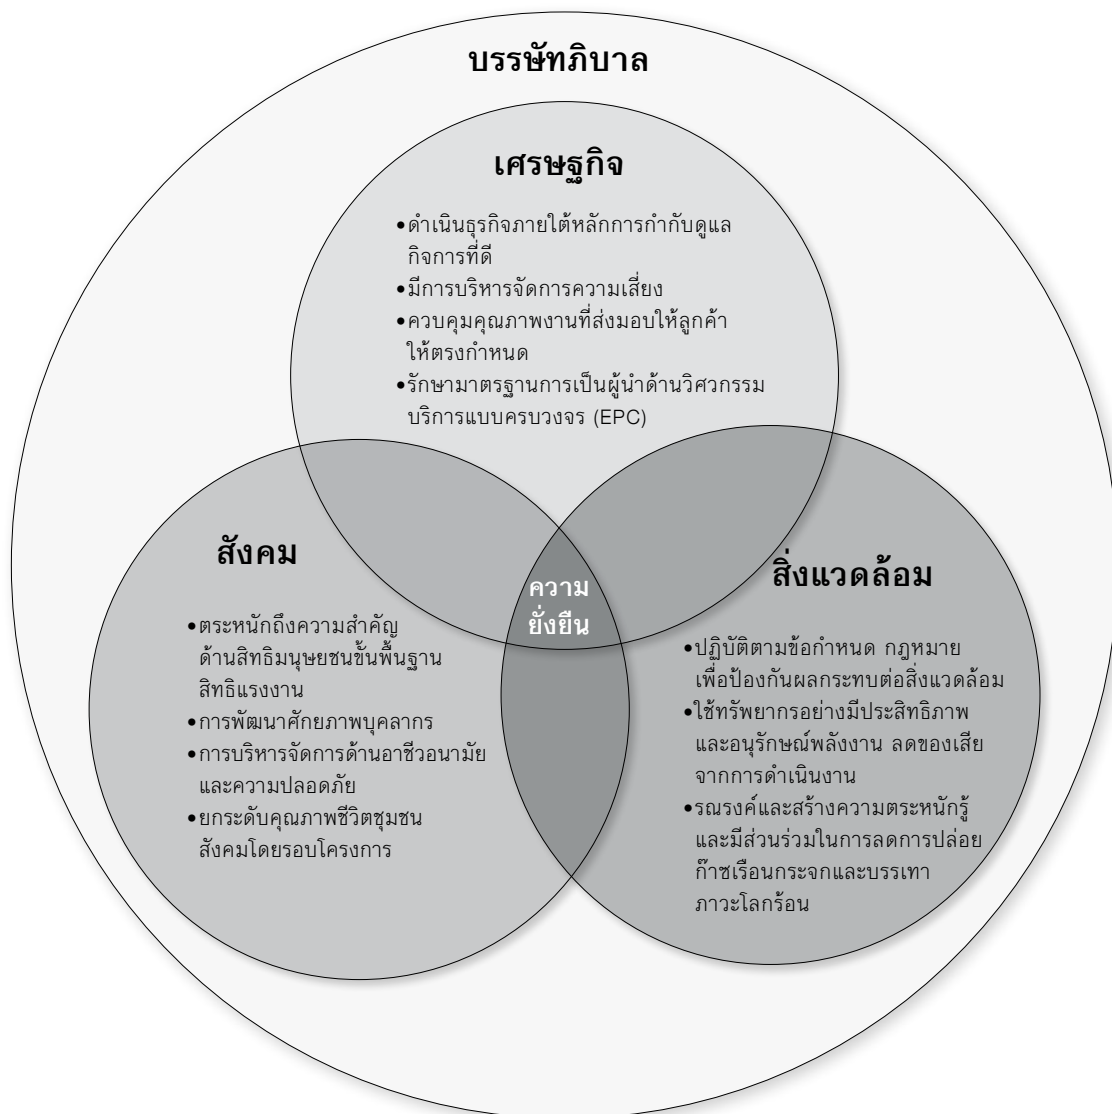 บรรษัทภิบาล
เศรษฐกิจ
•ดำเนินธุรกิจภายใต้หลักการกำกับดูแล
กิจการที่ดี
•มีการบริหารจัดการความเสี่ยง
•ควบคุมคุณภาพงานที่ส่งมอบให้ลูกค้า
ให้ตรงกำหนด
•รักษามาตรฐานการเป็นผู้นำด้านวิศวกรรม
บริการแบบครบวงจร (EPC)
สังคม
•ตระหนักถึงความสำคัญ
ด้านสิทธิมนุษยชนขั้นพื้นฐาน
สิทธิแรงงาน
•การพัฒนาศักยภาพบุคลากร
•การบริหารจัดการด้านอาชีวอนามัย
และความปลอดภัย
•ยกระดับคุณภาพชีวิตชุมชน
สังคมโดยรอบโครงการ
ความ
ยั่งยืน
สิ่งแวดล้อม
•ปฏิบัติตามข้อกำหนด กฎหมาย
เพื่อป้องกันผลกระทบต่อสิ่งแวดล้อม
•ใช้ทรัพยากรอย่างมีประสิทธิภาพ
และอนุรักษ์พลังงาน ลดของเสีย
จากการดำเนินงาน
•รณรงค์และสร้างความตระหนักรู้
และมีส่วนร่วมในการลดการปล่อย
ก๊าซเรือนกระจกและบรรเทา
ภาวะโลกร้อน